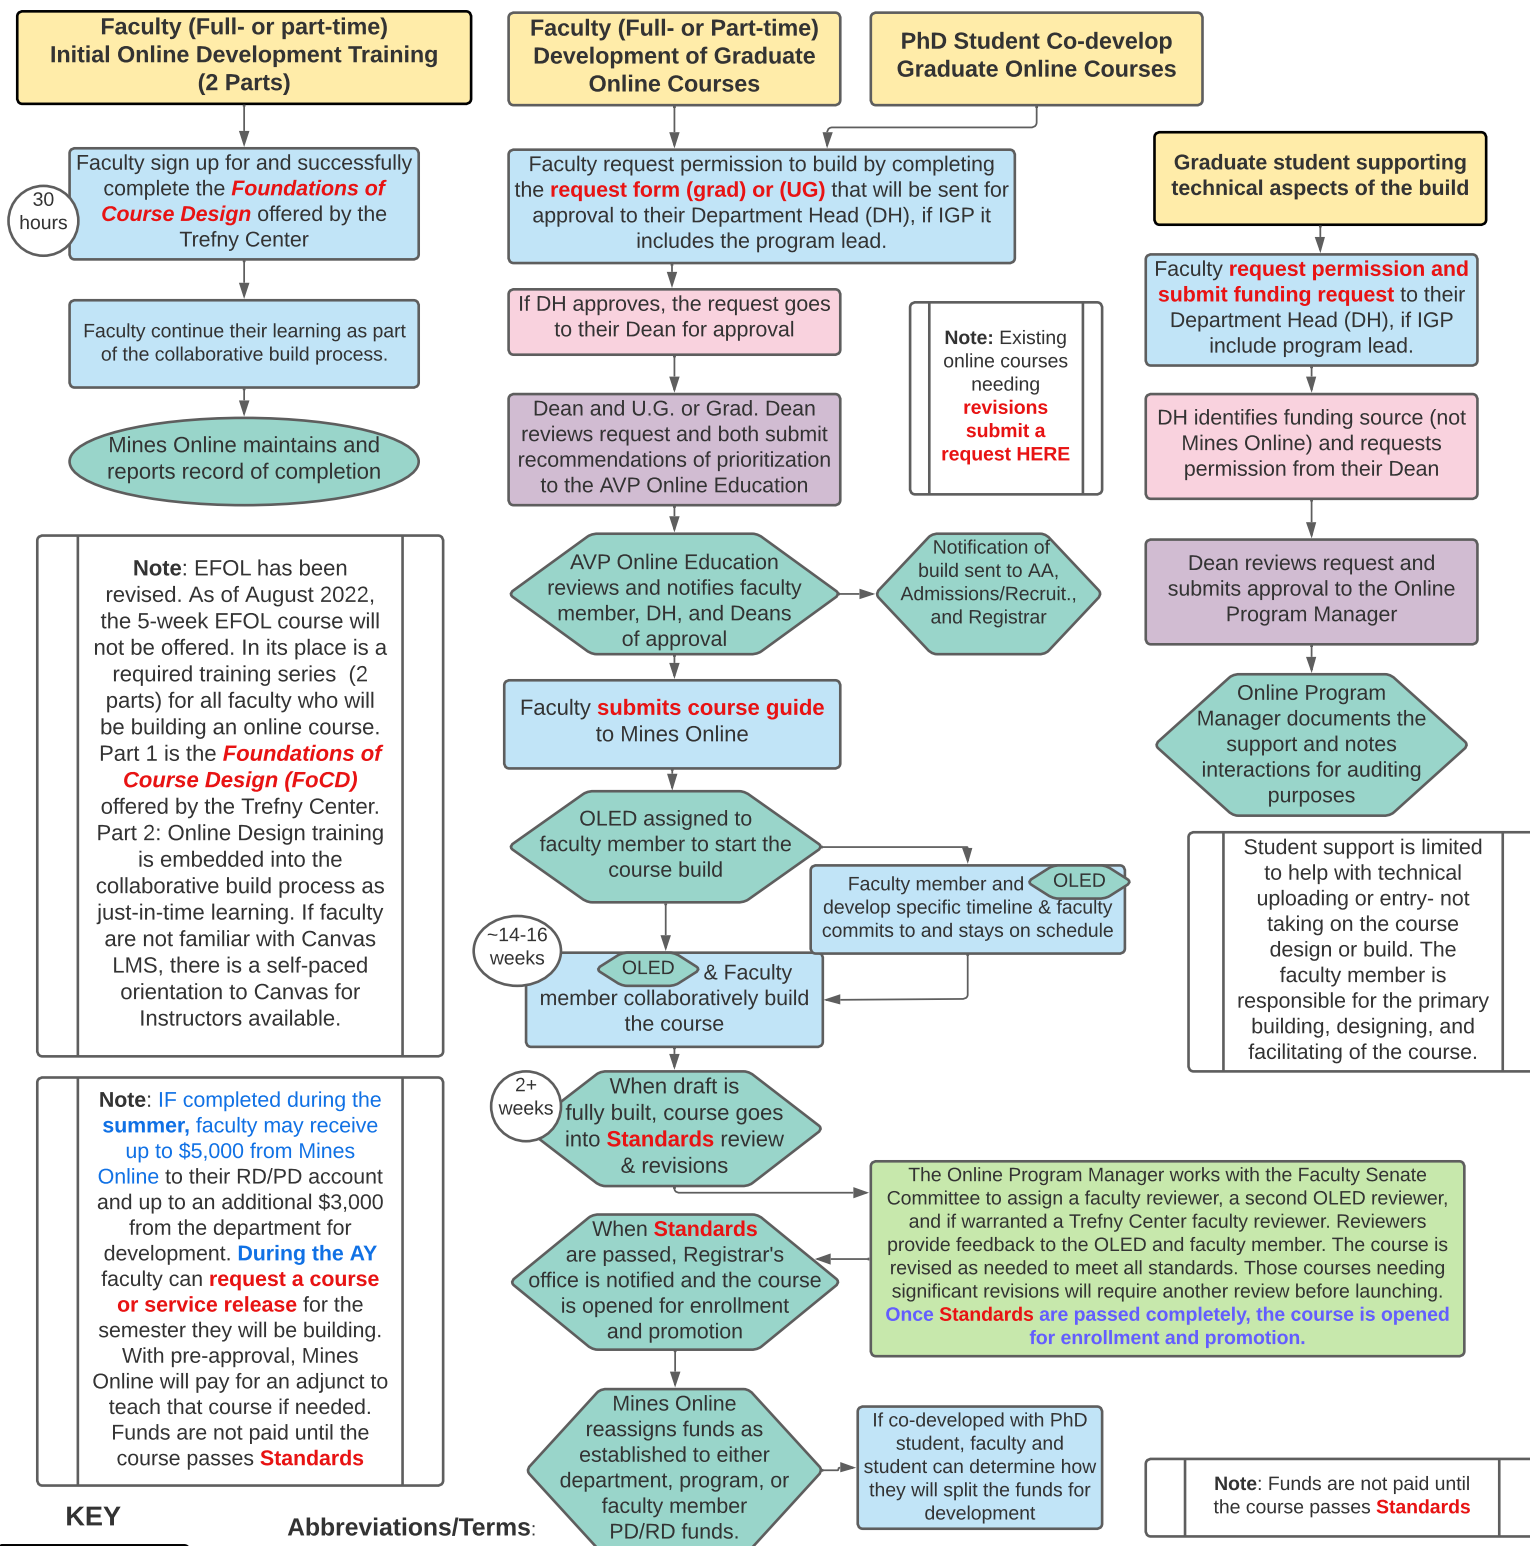 Faculty (Full- or part-time)
Initial Online Development Training
(2 Parts)
Faculty sign up for and successfully
complete the Foundations of
Course Design offered by the
Trefny Center
30
hours
Faculty continue their learning as part
of the collaborative build process.
Mines Online maintains and
reports record of completion
Note: EFOL has been
revised. As of August 2022,
the 5-week EFOL course will
not be offered. In its place is a
required training series (2
parts) for all faculty who will
be building an online course.
Part 1 is the Foundations of
Course Design (FoCD)
offered by the Trefny Center.
Part 2: Online Design training
is embedded into the
collaborative build process as
just-in-time learning. If faculty
are not familiar with Canvas
LMS, there is a self-paced
orientation to Canvas for
Instructors available.
Note: IF completed during the
summer, faculty may receive
up to $5,000 from Mines
Online to their RD/PD account
and up to an additional $3,000
from the department for
development. During the AY
faculty can request a course
or service release for the
semester they will be building.
With pre-approval, Mines
Online will pay for an adjunct to
teach that course if needed.
Funds are not paid until the
course passes Standards
KEY
Abbreviations/Terms:
Faculty (Full- or Part-time)
Development of Graduate
Online Courses
PhD Student Co-develop
Graduate Online Courses
Faculty request permission to build by completing
the request form (grad) or (UG) that will be sent for
approval to their Department Head (DH), if IGP it
includes the program lead.
If DH approves, the request goes
to their Dean for approval
Dean and U.G. or Grad. Dean
reviews request and both submit
recommendations of prioritization
to the AVP Online Education
Note: Existing
online courses
needing
revisions
submit a
request HERE
AVP Online Education
reviews and notifies faculty
member, DH, and Deans
of approval
Notification of
build sent to AA,
Admissions/Recruit.,
and Registrar
Faculty submits course guide
to Mines Online
OLED assigned to
faculty member to start the
course build
Faculty member and OLED
develop specific timeline & faculty
commits to and stays on schedule
~14-16
weeks
OLED & Faculty
member collaboratively build
the course
2+
weeks
When draft is
fully built, course goes
into Standards review
& revisions
The Online Program Manager works with the Faculty Senate
Committee to assign a faculty reviewer, a second OLED reviewer,
and if warranted a Trefny Center faculty reviewer. Reviewers
provide feedback to the OLED and faculty member. The course is
revised as needed to meet all standards. Those courses needing
significant revisions will require another review before launching.
Once Standards are passed completely, the course is opened
for enrollment and promotion.
When Standards
are passed, Registrar's
office is notified and the course
is opened for enrollment
and promotion
Mines Online
reassigns funds as
established to either
department, program, or
faculty member
PD/RD funds.
If co-developed with PhD
student, faculty and
student can determine how
they will split the funds for
development
Graduate student supporting
technical aspects of the build
Faculty request permission and
submit funding request to their
Department Head (DH), if IGP
include program lead.
DH identifies funding source (not
Mines Online) and requests
permission from their Dean
Dean reviews request and
submits approval to the Online
Program Manager
Online Program
Manager documents the
support and notes
interactions for auditing
purposes
Student support is limited
to help with technical
uploading or entry- not
taking on the course
design or build. The
faculty member is
responsible for the primary
building, designing, and
facilitating of the course.
Note: Funds are not paid until
the course passes Standards